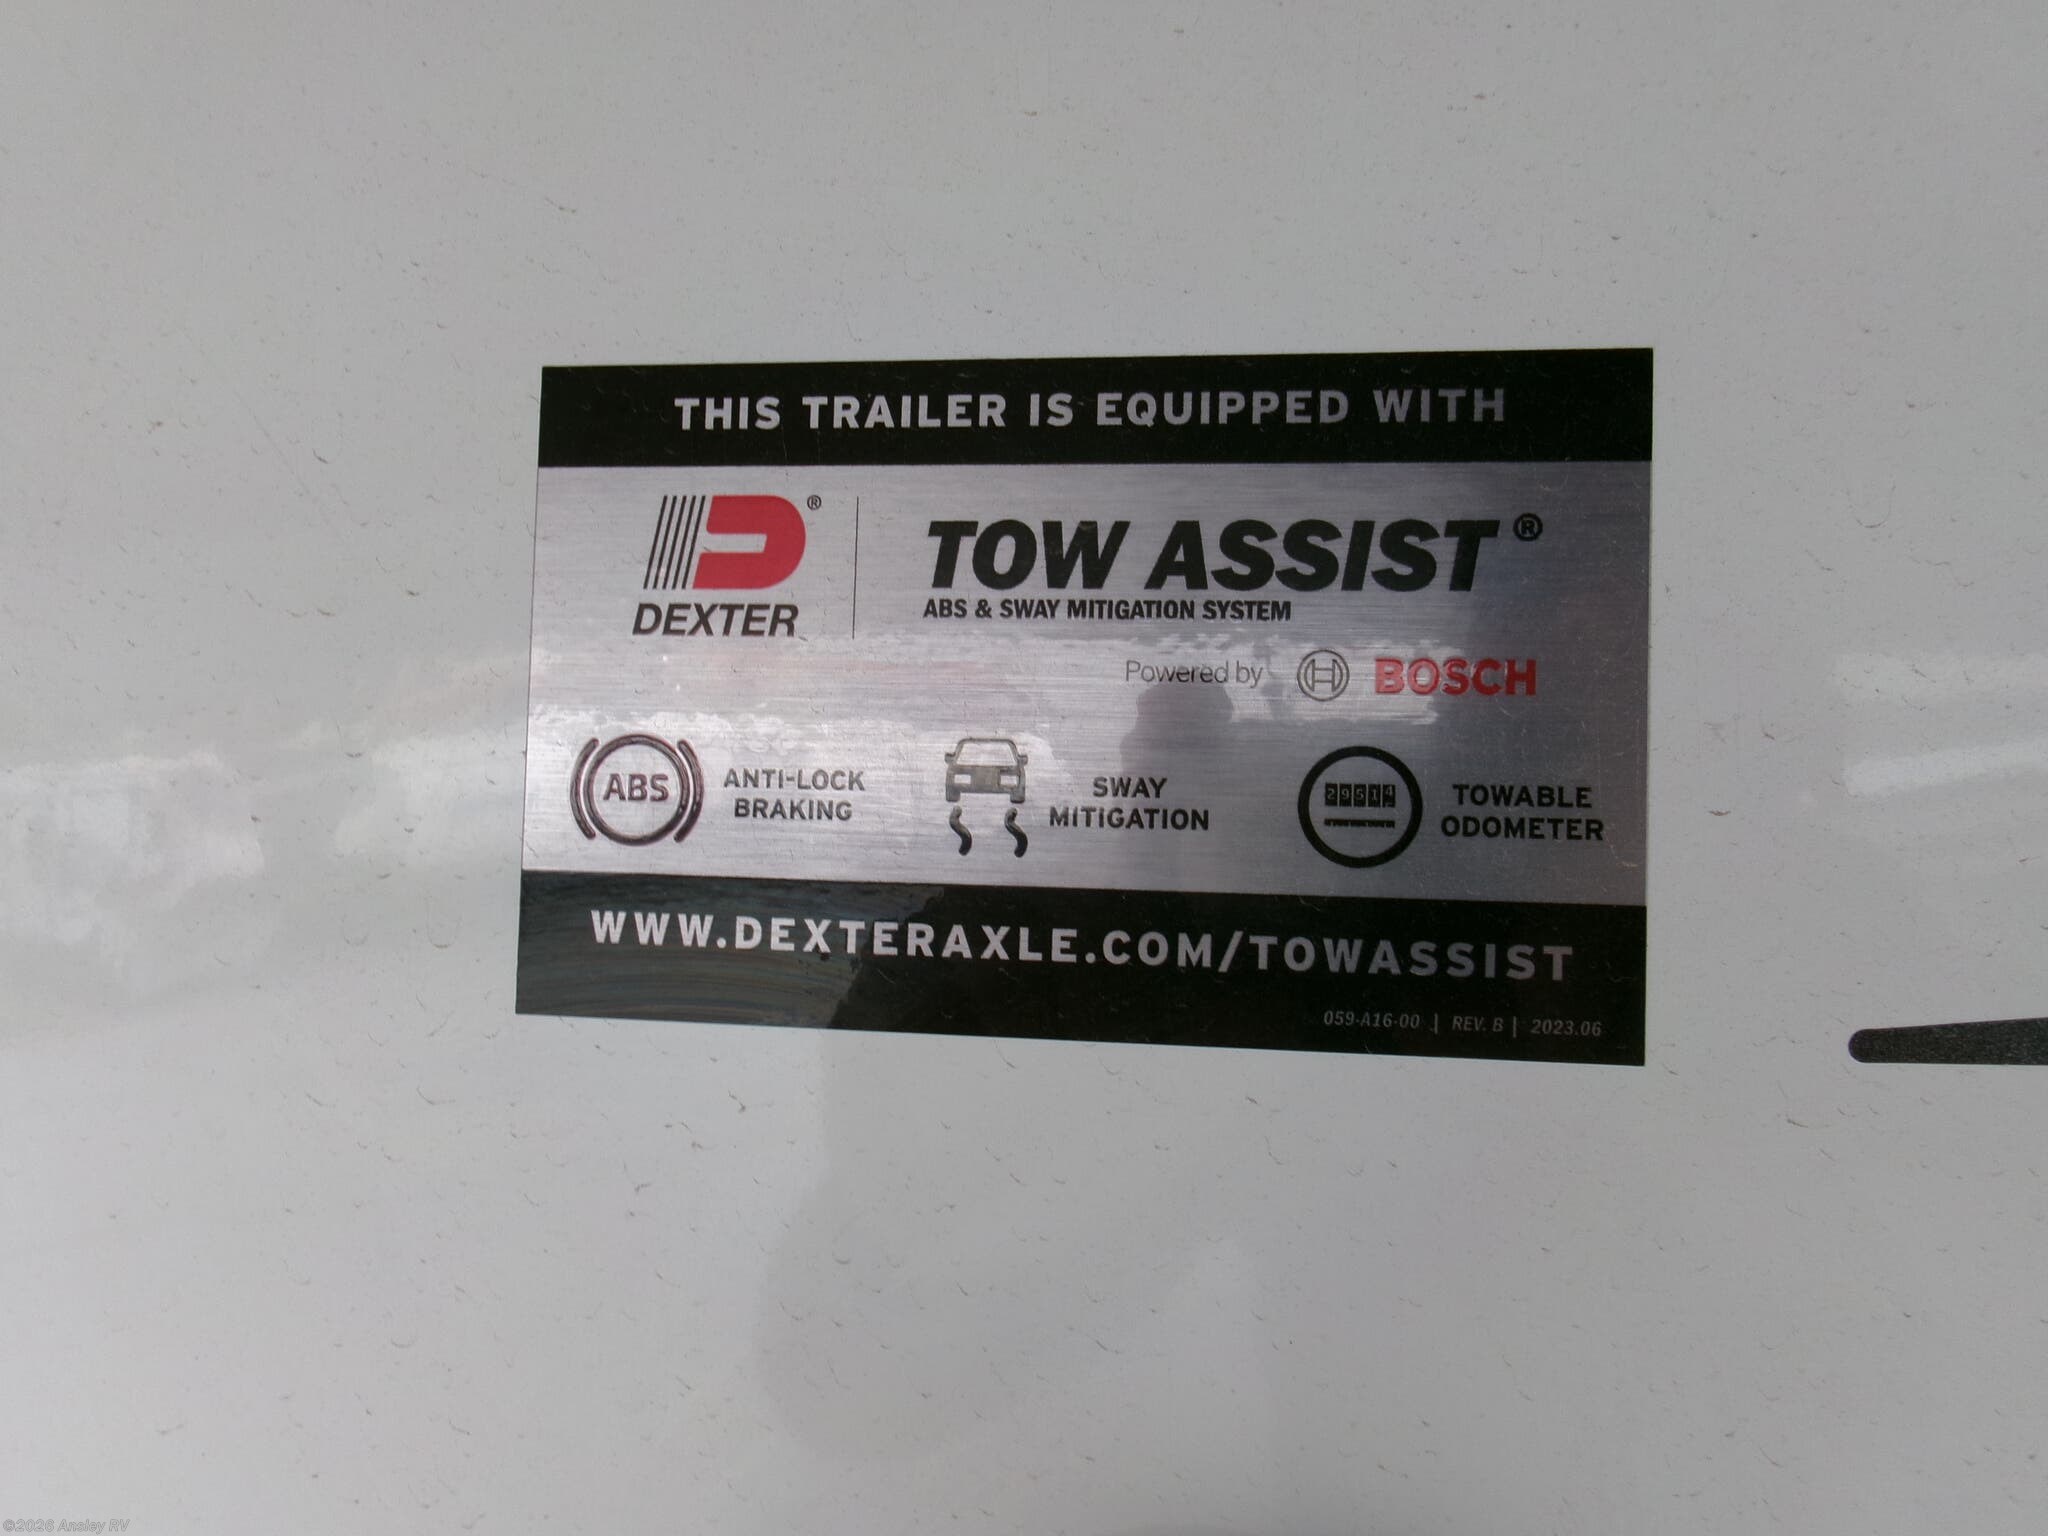 THIS TRAILER IS EQUIPPED WITH
®
DEXTER
TOW ASSIST®
ABS & SWAY MITIGATION SYSTEM
Powered by BOSCH
ABS
ANTI-LOCK
BRAKING
SWAY
MITIGATION
29514
TOWABLE
ODOMETER
WWW.DEXTERAXLE.COM/TOWASSIST
059-A16-00 | REV. B | 2023.06
©2026 Ansley RV